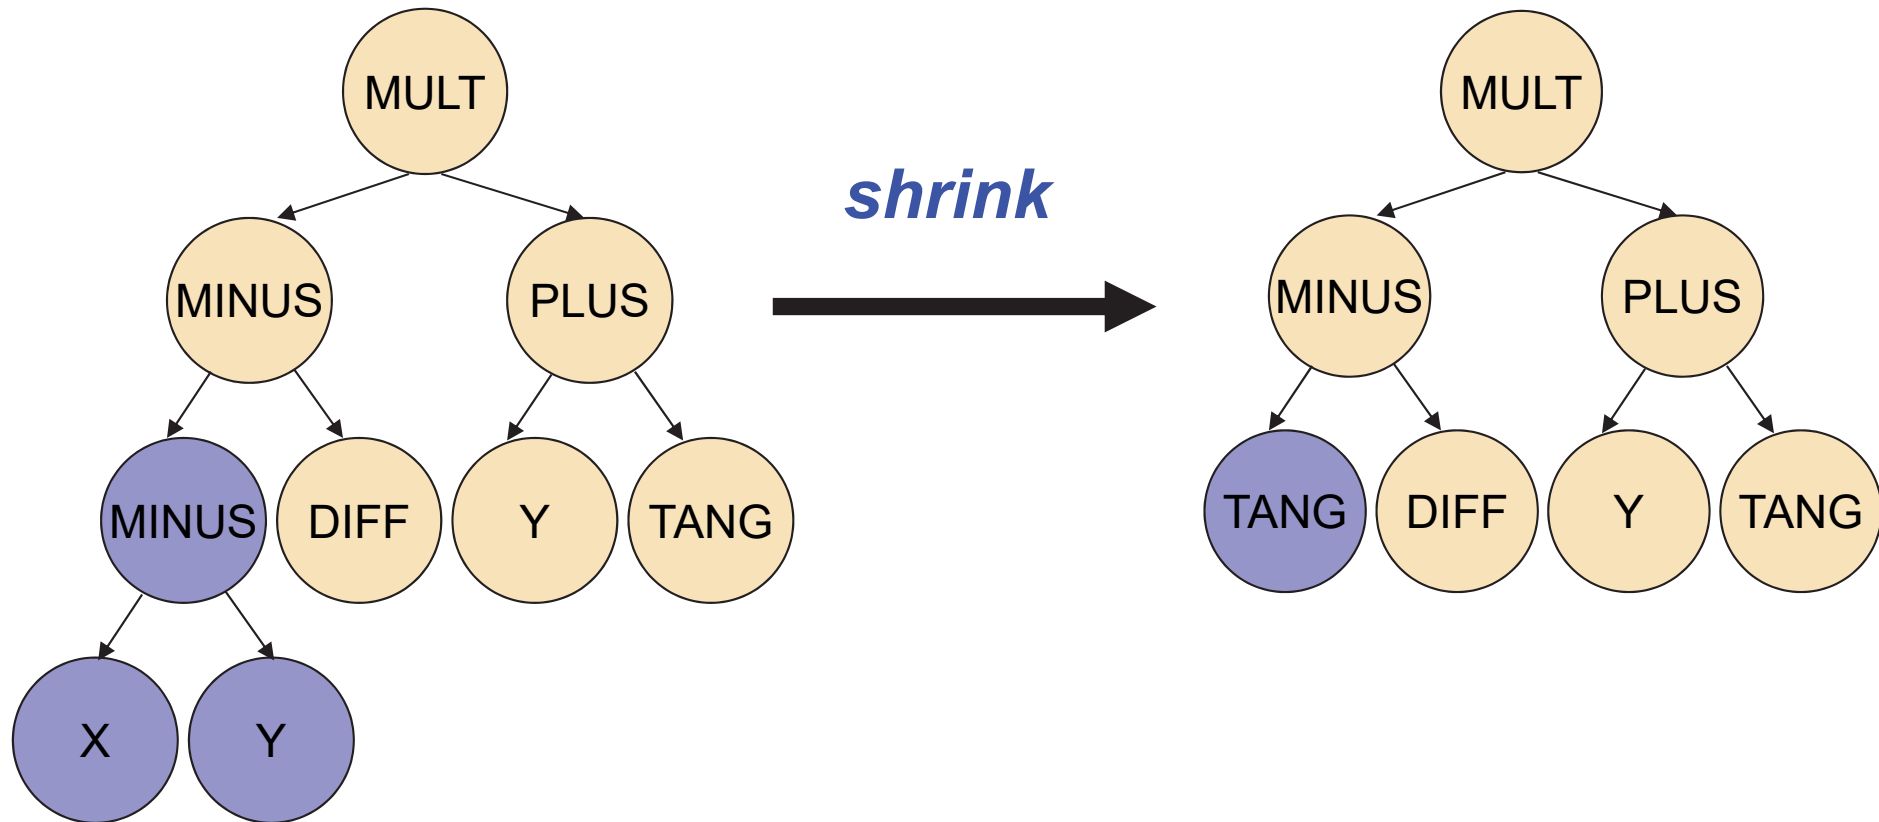 MULT
MINUS
PLUS
MINUS
DIFF
Y
TANG
X
Y
shrink
MULT
MINUS
PLUS
TANG
DIFF
Y
TANG